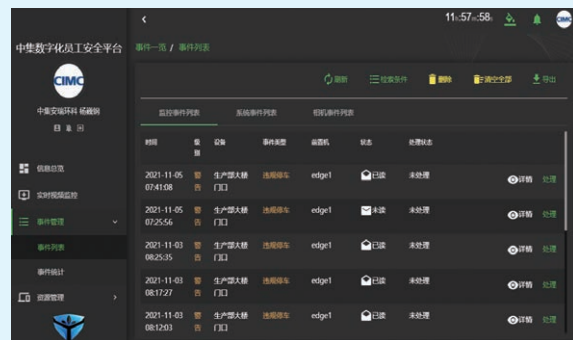 11h:57m:58s
CIMC
中集数字化员工安全平台
事件一览 / 事件列表
CIMC
中集安瑞环科 杨巍钢
刷新 检索条件 删除 清空全部 导出
监控事件列表 系统事件列表 相机事件列表
时间 级别 设备 事件类型 前置机 状态 处理状态
2021-11-05 07:41:08 警告 生产部大楼门口 违规停车 edge1 已读 未处理 详情 处理
2021-11-05 07:25:56 警告 生产部大楼门口 违规停车 edge1 未读 未处理 详情 处理
2021-11-03 08:25:35 警告 生产部大楼门口 违规停车 edge1 已读 未处理 详情 处理
2021-11-03 08:17:27 警告 生产部大楼门口 违规停车 edge1 已读 未处理 详情 处理
2021-11-03 08:12:03 警告 生产部大楼门口 违规停车 edge1 已读 未处理 详情 处理
信息总览
实时视频监控
事件管理
事件列表
事件统计
资源管理